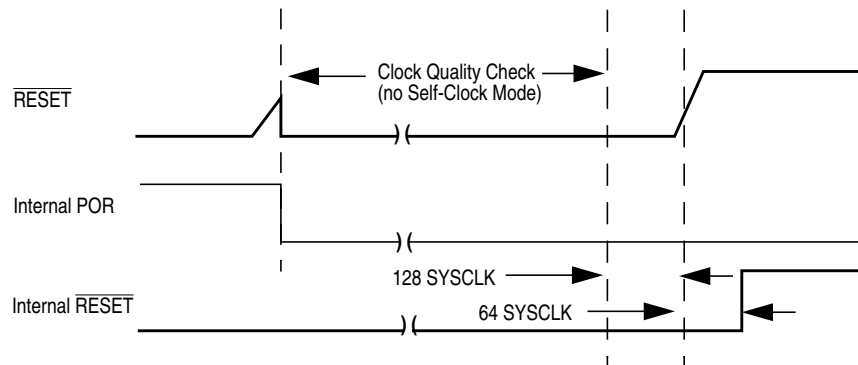 Clock Quality Check
(no Self-Clock Mode)
RESET
Internal POR
128 SYSCLK
Internal RESET
64 SYSCLK